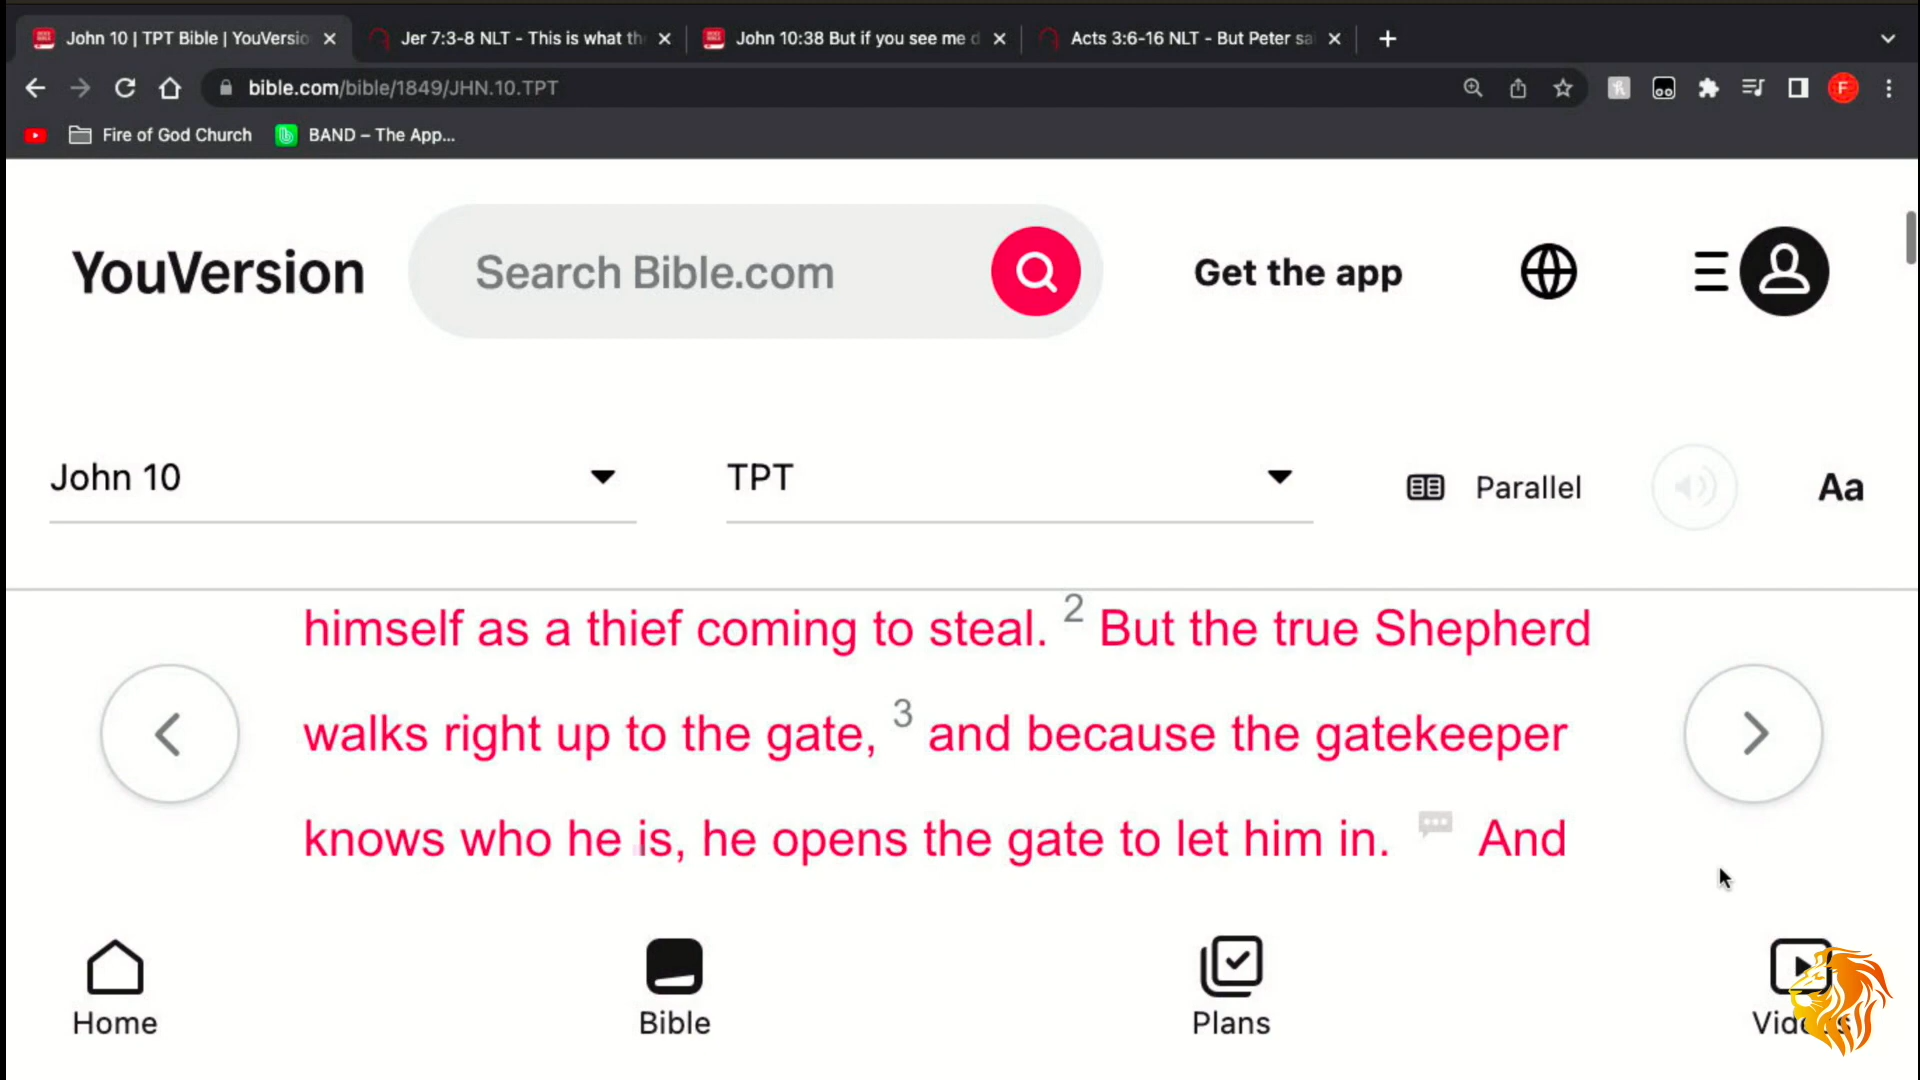 John 10 | TPT Bible | YouVersio
Jer 7:3-8 NLT - This is what th
John 10:38 But if you see me d
Acts 3:6-16 NLT - But Peter sa
bible.com/bible/1849/JHN.10.TPT
F
Fire of God Church
BAND – The App...
YouVersion
Search Bible.com
Get the app
John 10
TPT
Parallel
Aa
himself as a thief coming to steal. 2 But the true Shepherd
walks right up to the gate, 3 and because the gatekeeper
knows who he is, he opens the gate to let him in. And
Home
Bible
Plans
Videos